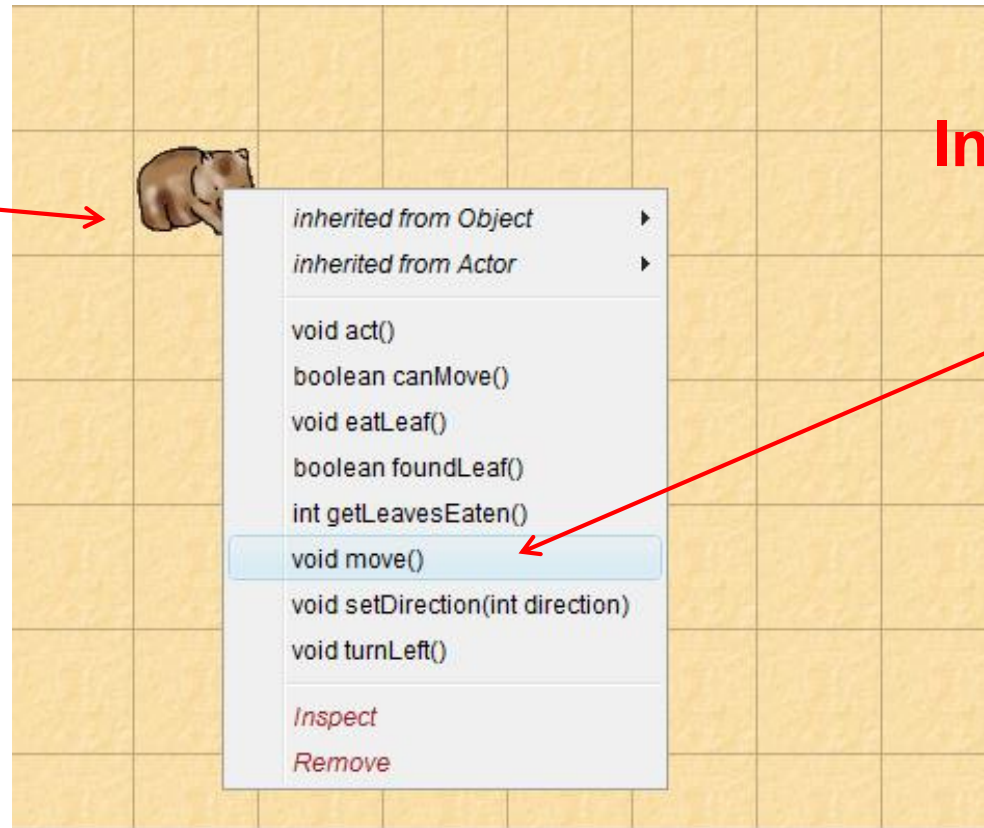 In
inherited from Object
inherited from Actor
void act()
boolean canMove()
void eatLeaf()
boolean foundLeaf()
int getLeavesEaten()
void move()
void setDirection(int direction)
void turnLeft()
Inspect
Remove